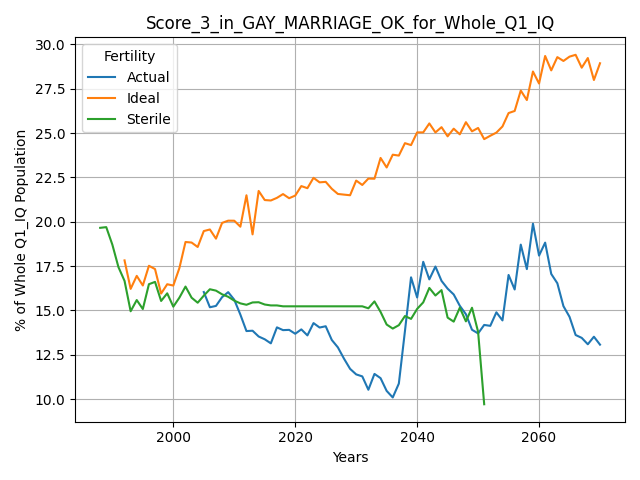 Score_3_in_GAY_MARRIAGE_OK_for_Whole_Q1_IQ
Fertility
Actual
Ideal
Sterile
% of Whole Q1_IQ Population
30.0
27.5
25.0
22.5
20.0
17.5
15.0
12.5
10.0
2000
2020
2040
2060
Years